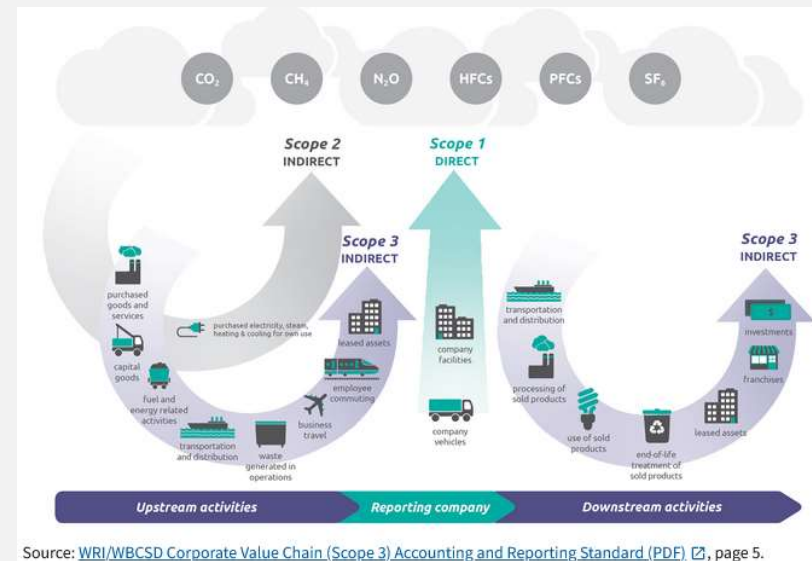 CO₂
CH₄
N₂O
HFCs
PFCs
SF₆
Scope 2
INDIRECT
Scope 1
DIRECT
Scope 3
INDIRECT
Scope 3
INDIRECT
purchased
goods and
services
capital
goods
fuel and
energy related
activities
transportation
and distribution
waste
generated in
operations
business
travel
employee
commuting
leased assets
purchased electricity, steam,
heating & cooling for own use
company
facilities
company
vehicles
transportation
and distribution
processing of
sold products
use of sold
products
end-of-life
treatment of
sold products
leased assets
franchises
$
investments
Upstream activities
Reporting company
Downstream activities
Source: WRI/WBCSD Corporate Value Chain (Scope 3) Accounting and Reporting Standard (PDF), page 5.